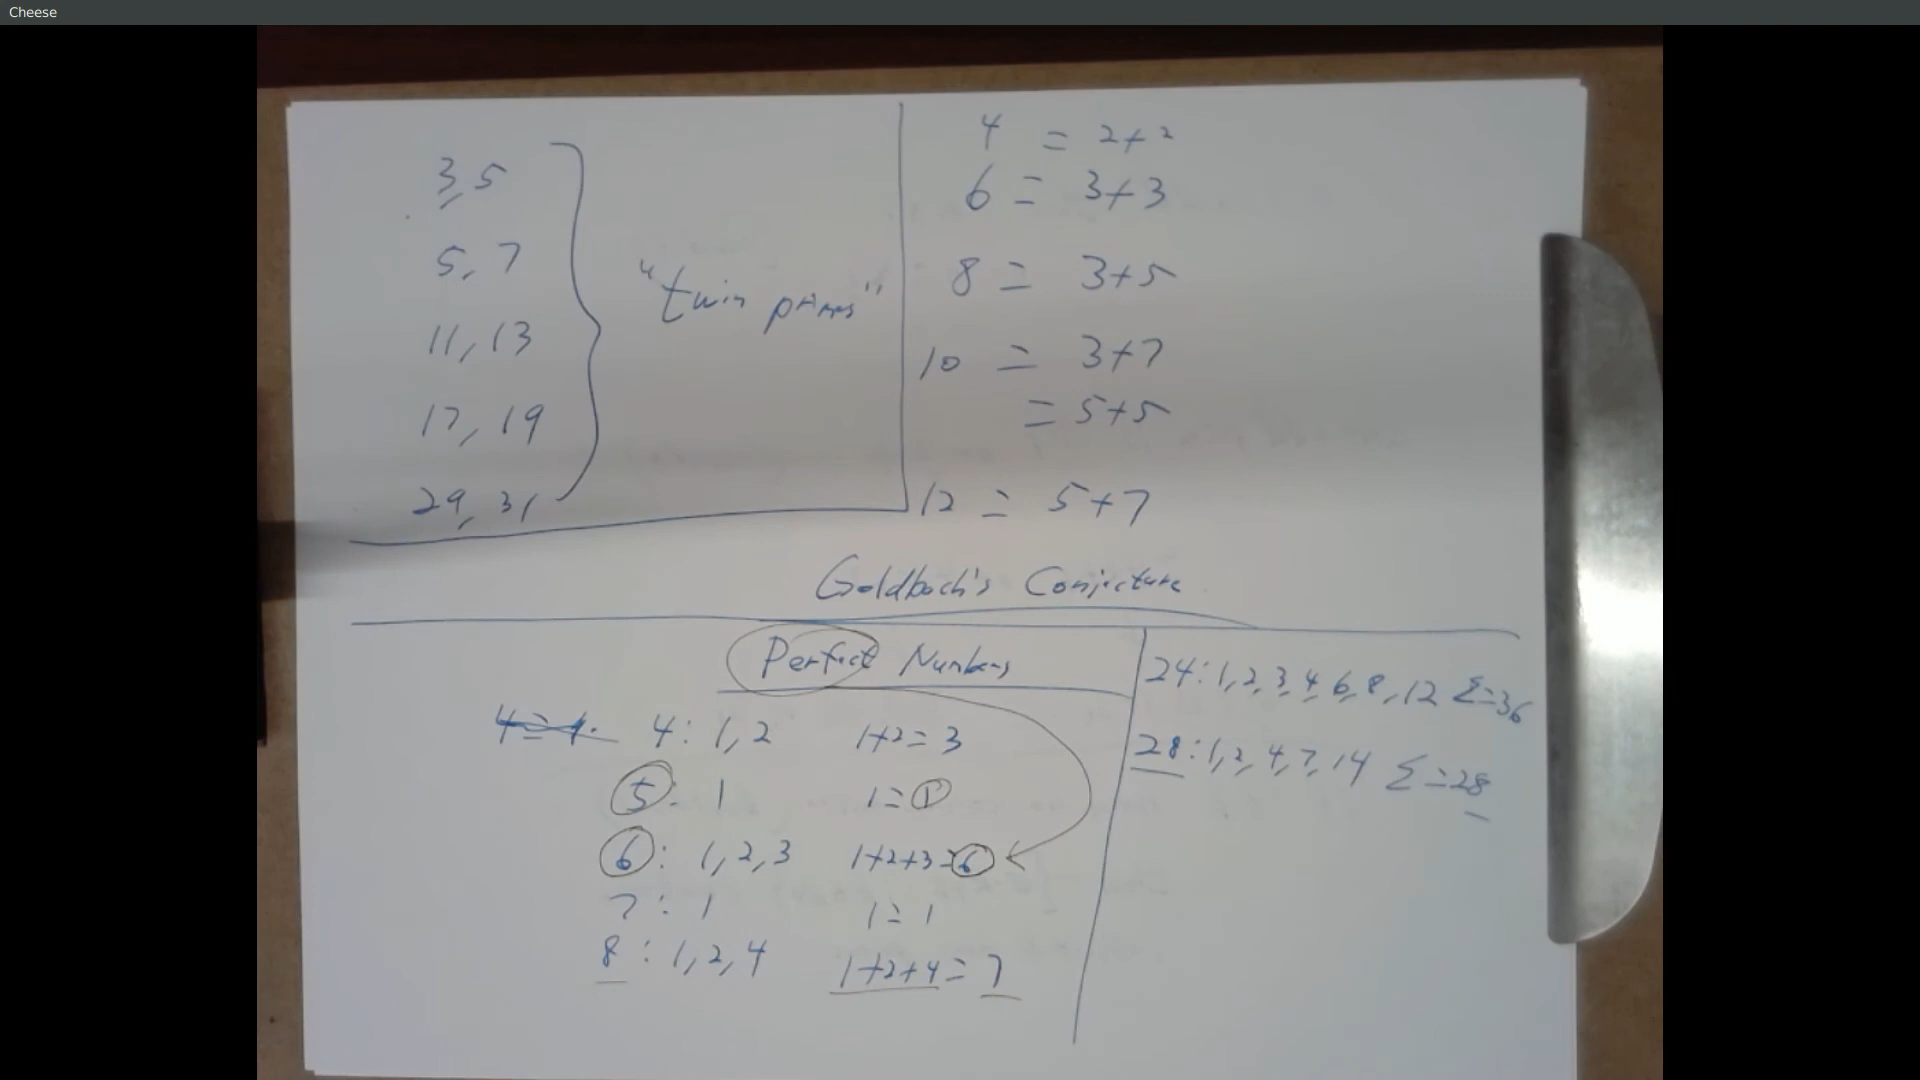 Cheese
3, 5
5, 7
11, 13
17, 19
29, 31
"twin primes"
4 = 2+2
6 = 3+3
8 = 3+5
10 = 3+7
= 5+5
12 = 5+7
Goldbach's Conjecture
Perfect Numbers
4 = 1.
4: 1, 2 1+2 = 3
5: 1 1 = 1
6: 1, 2, 3 1+2+3 = 6
7: 1 1 = 1
8: 1, 2, 4 1+2+4 = 7
24: 1, 2, 3, 4, 6, 8, 12 Σ=36
28: 1, 2, 4, 7, 14 Σ=28